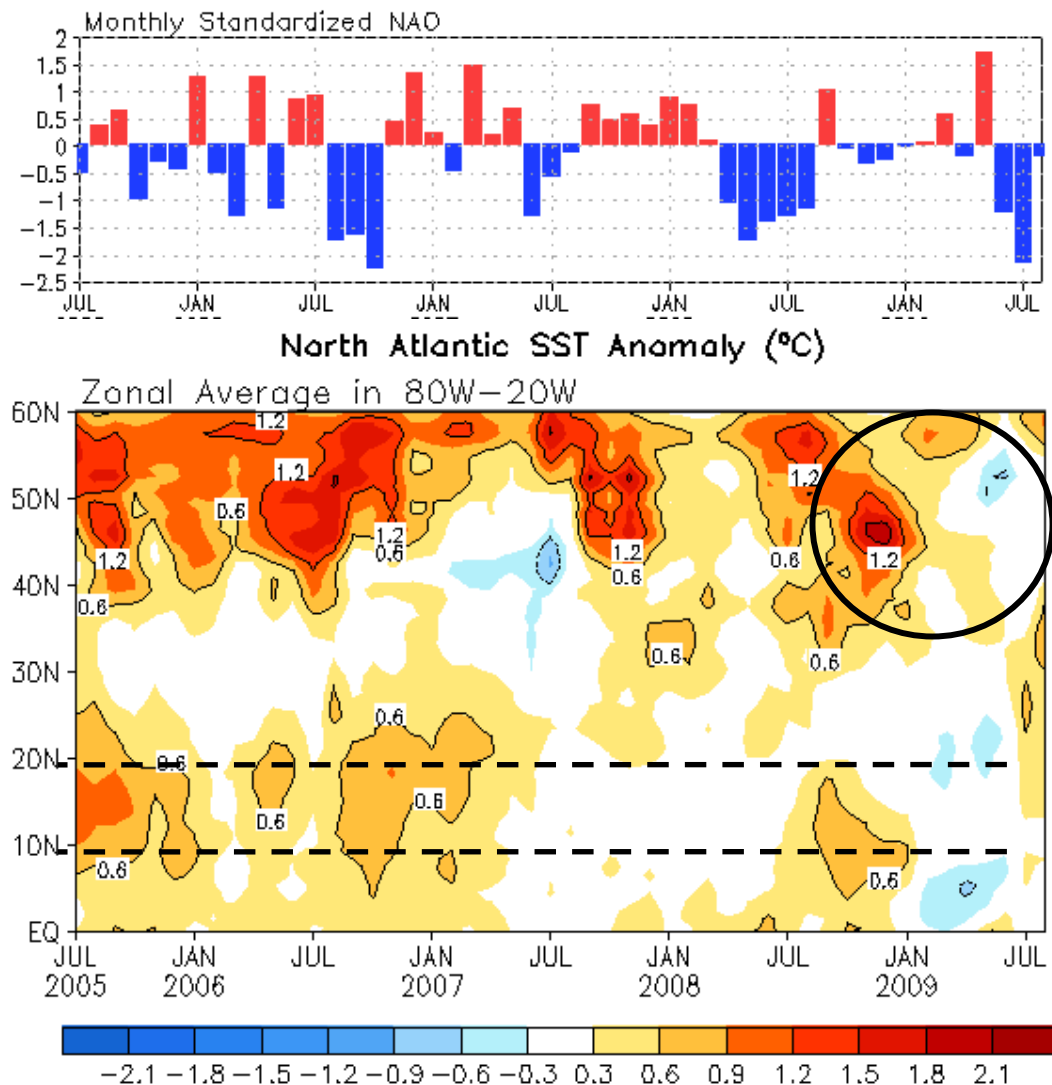 Monthly Standardized NAO
2
1.5
1
0.5
0
−0.5
−1
−1.5
−2
−2.5
JUL JAN JUL JAN JUL JAN JUL JAN JUL
North Atlantic SST Anomaly (ºC)
Zonal Average in 80W−20W
60N
1.2
1.2
50N
0.6
1.2
1.2
0.6
1.2
1.2
0.6
1.2
0.6
1.2
40N
0.6
30N
0.6
0.6
0.6
20N
0.6
0.6
0.6
10N
0.6
0.6
0.6
EQ
JUL JAN JUL JAN JUL JAN JUL JAN JUL
2005 2006 2007 2008 2009
−2.1 −1.8 −1.5 −1.2 −0.9 −0.6 −0.3 0.3 0.6 0.9 1.2 1.5 1.8 2.1